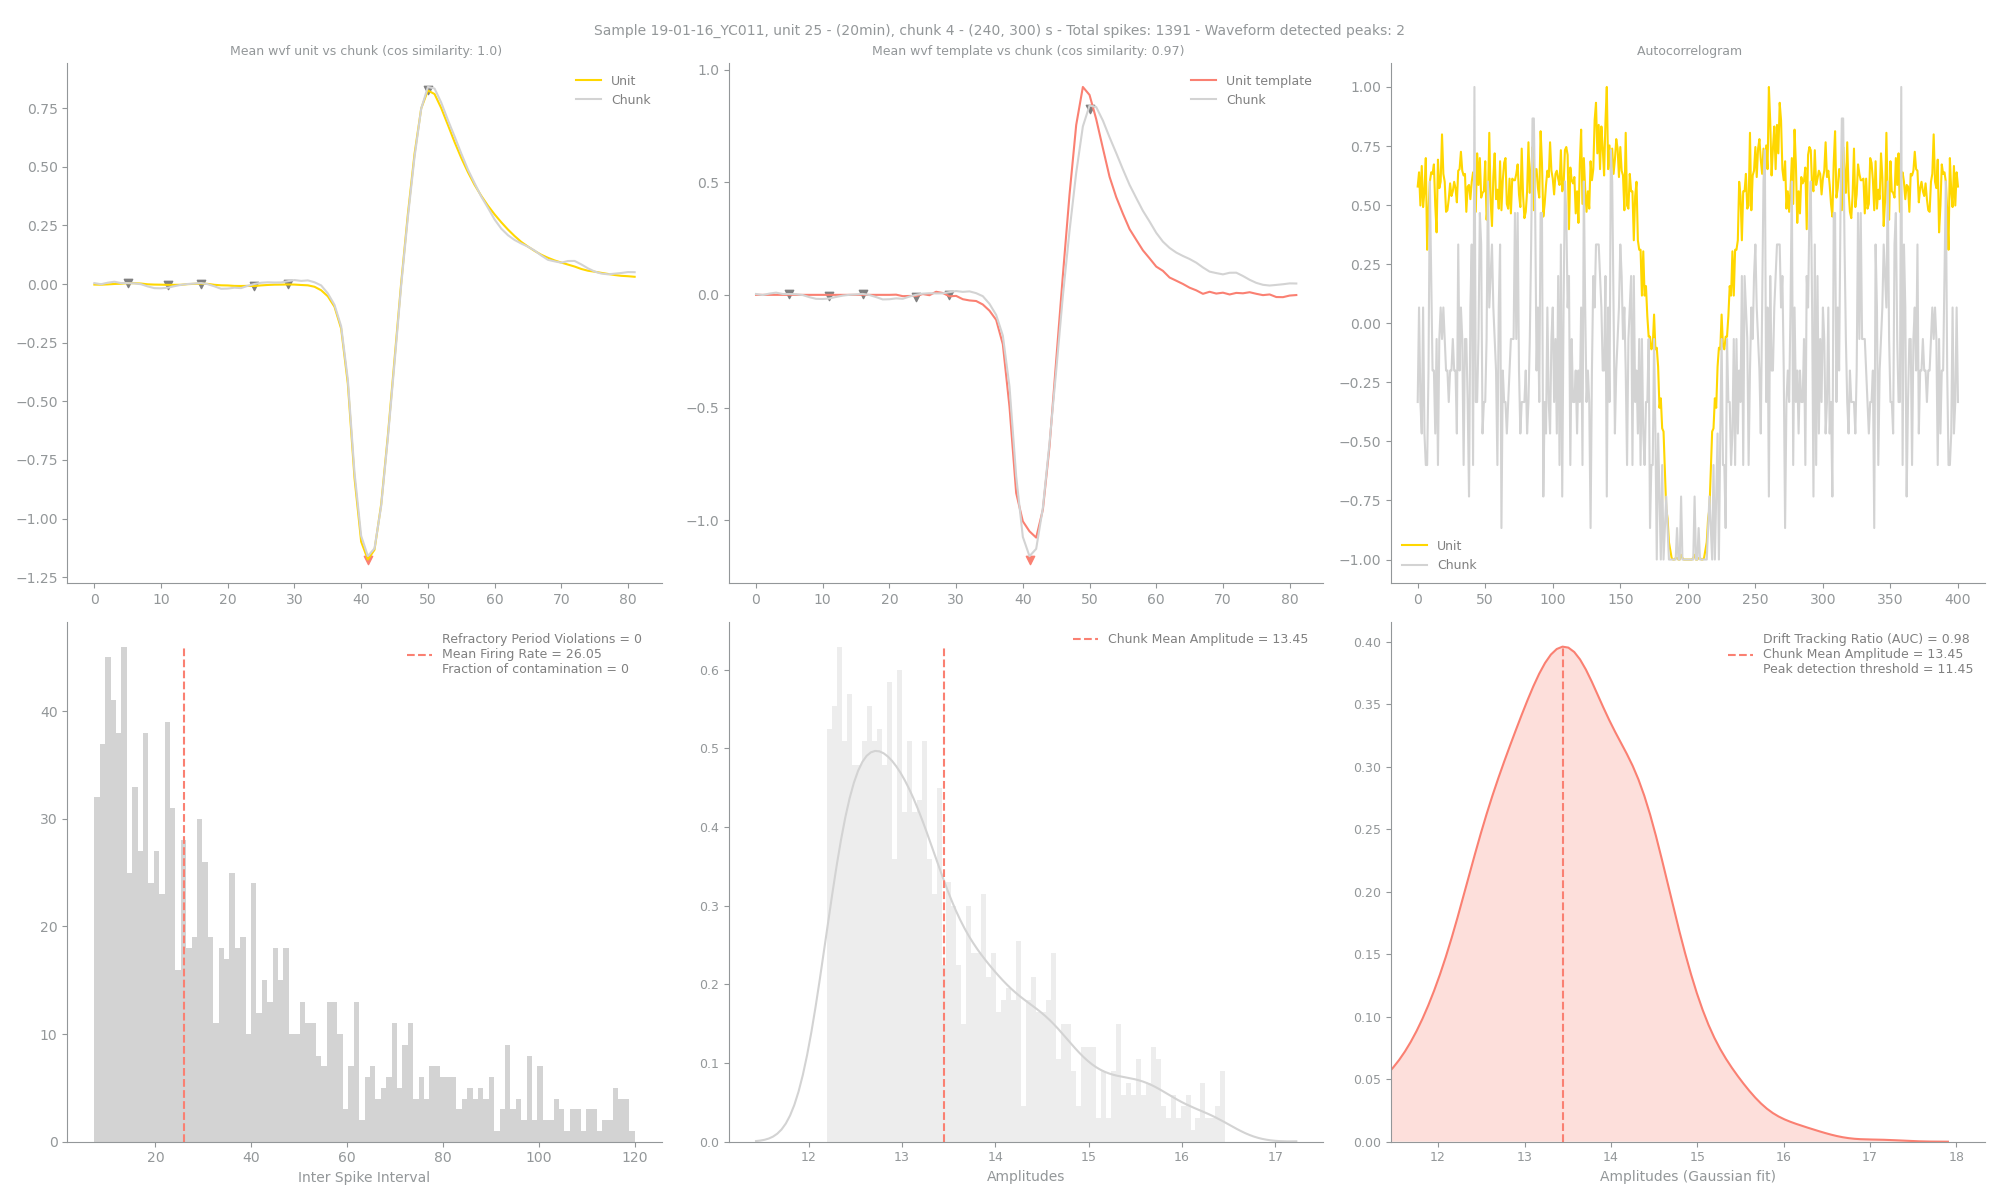 Sample 19-01-16_YC011, unit 25 - (20min), chunk 4 - (240, 300) s - Total spikes: 1391 - Waveform detected peaks: 2
Mean wvf unit vs chunk (cos similarity: 1.0)
Unit
Chunk
0.75
0.50
0.25
0.00
−0.25
−0.50
−0.75
−1.00
−1.25
0 10 20 30 40 50 60 70 80
Mean wvf template vs chunk (cos similarity: 0.97)
Unit template
Chunk
1.0
0.5
0.0
−0.5
−1.0
0 10 20 30 40 50 60 70 80
Autocorrelogram
1.00
0.75
0.50
0.25
0.00
−0.25
−0.50
−0.75
−1.00
Unit
Chunk
0 50 100 150 200 250 300 350 400
Refractory Period Violations = 0
Mean Firing Rate = 26.05
Fraction of contamination = 0
40
30
20
10
0
20 40 60 80 100 120
Inter Spike Interval
Chunk Mean Amplitude = 13.45
0.6
0.5
0.4
0.3
0.2
0.1
0.0
12 13 14 15 16 17
Amplitudes
Drift Tracking Ratio (AUC) = 0.98
Chunk Mean Amplitude = 13.45
Peak detection threshold = 11.45
0.40
0.35
0.30
0.25
0.20
0.15
0.10
0.05
0.00
12 13 14 15 16 17 18
Amplitudes (Gaussian fit)